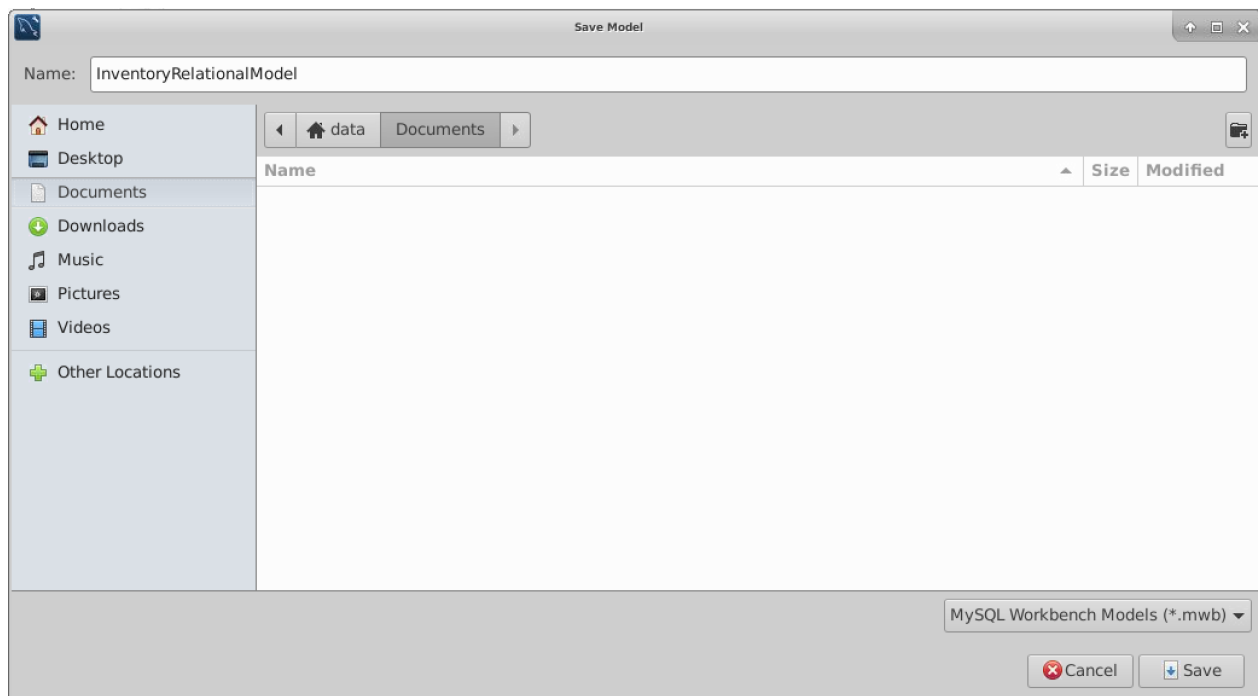 Save Model
Name: InventoryRelationalModel
Home
Desktop
Documents
Downloads
Music
Pictures
Videos
Other Locations
data Documents
Name Size Modified
MySQL Workbench Models (*.mwb)
Cancel Save